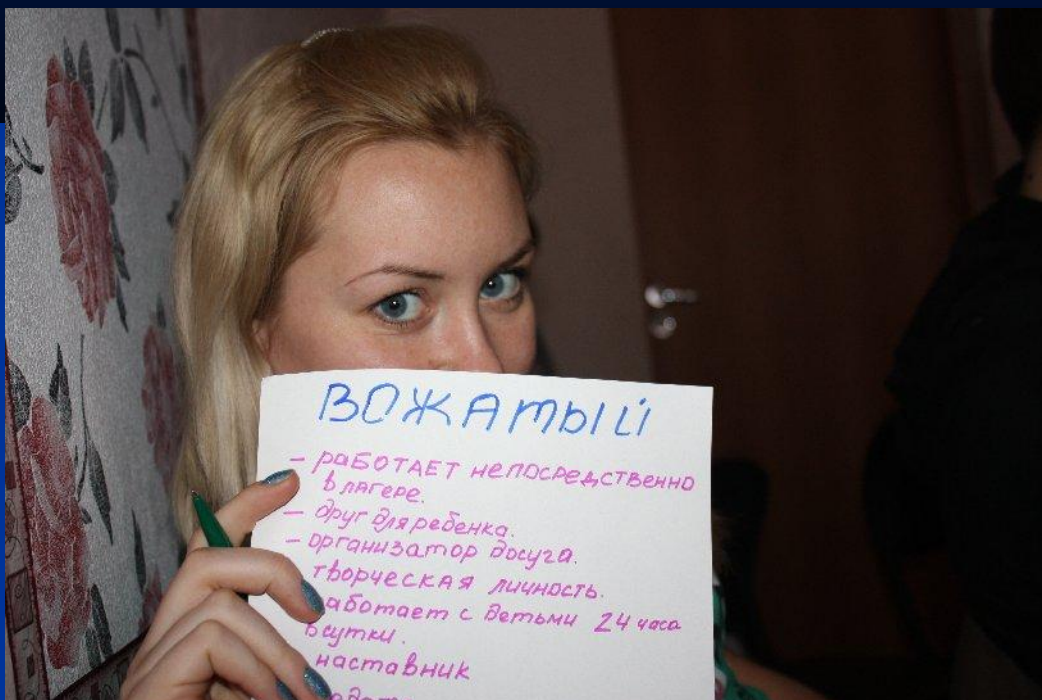 ВОЖАТЫЙ
- РАБОТАЕТ НЕПОСРЕДСТВЕННО
В ЛАГЕРЕ.
- друг для ребенка.
- организатор досуга.
творческая личность.
аботает с детьми 24 часа
в сутки.
наставник